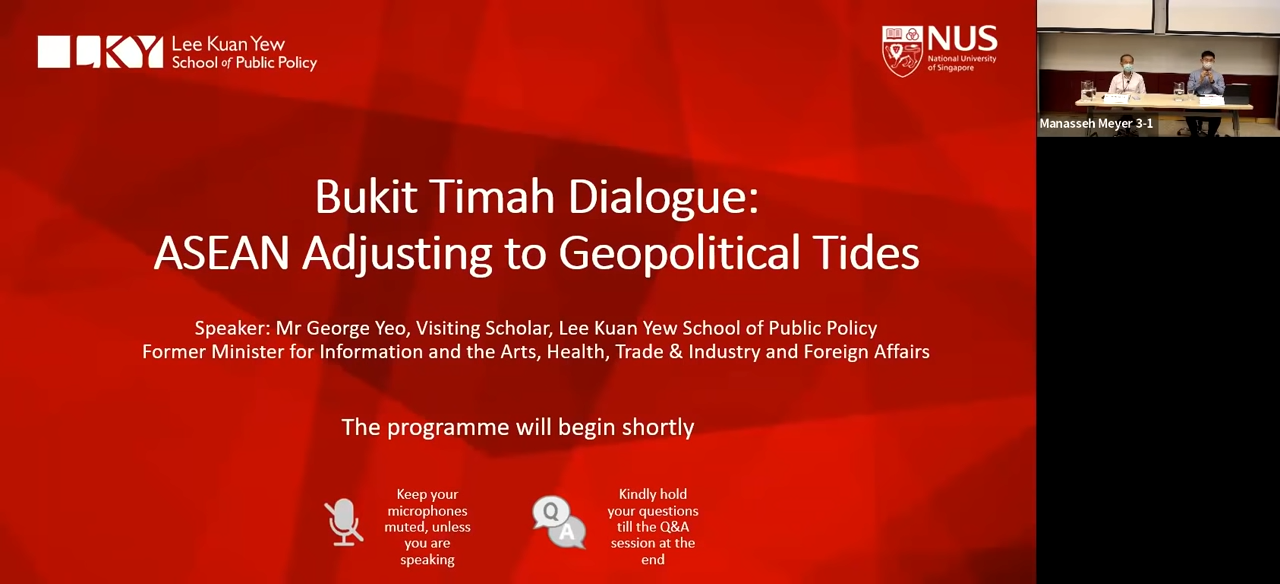 LKY
Lee Kuan Yew
School of Public Policy
NUS
National University
of Singapore
Manasseh Meyer 3-1
Bukit Timah Dialogue:
ASEAN Adjusting to Geopolitical Tides
Speaker: Mr George Yeo, Visiting Scholar, Lee Kuan Yew School of Public Policy
Former Minister for Information and the Arts, Health, Trade & Industry and Foreign Affairs
The programme will begin shortly
Keep your
microphones
muted, unless
you are
speaking
Q
A
Kindly hold
your questions
till the Q&A
session at the
end